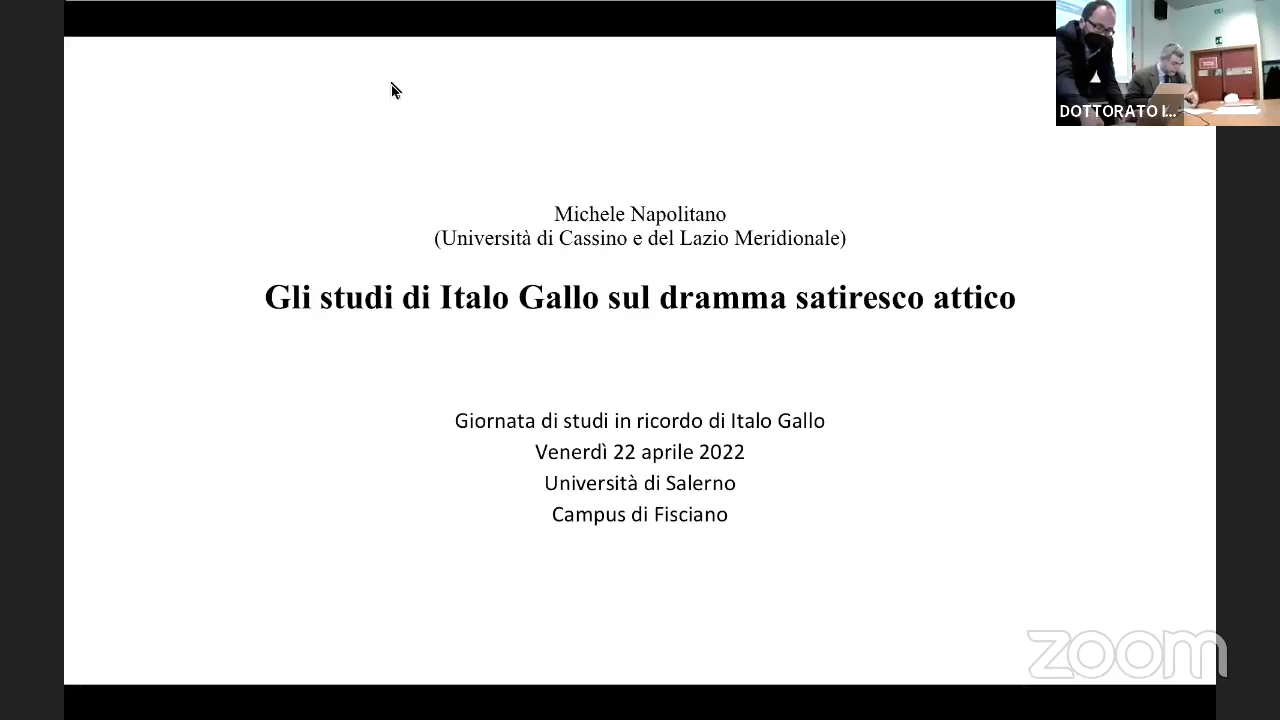 DOTTORATO I...
Michele Napolitano
(Università di Cassino e del Lazio Meridionale)
Gli studi di Italo Gallo sul dramma satiresco attico
Giornata di studi in ricordo di Italo Gallo
Venerdì 22 aprile 2022
Università di Salerno
Campus di Fisciano
zoom